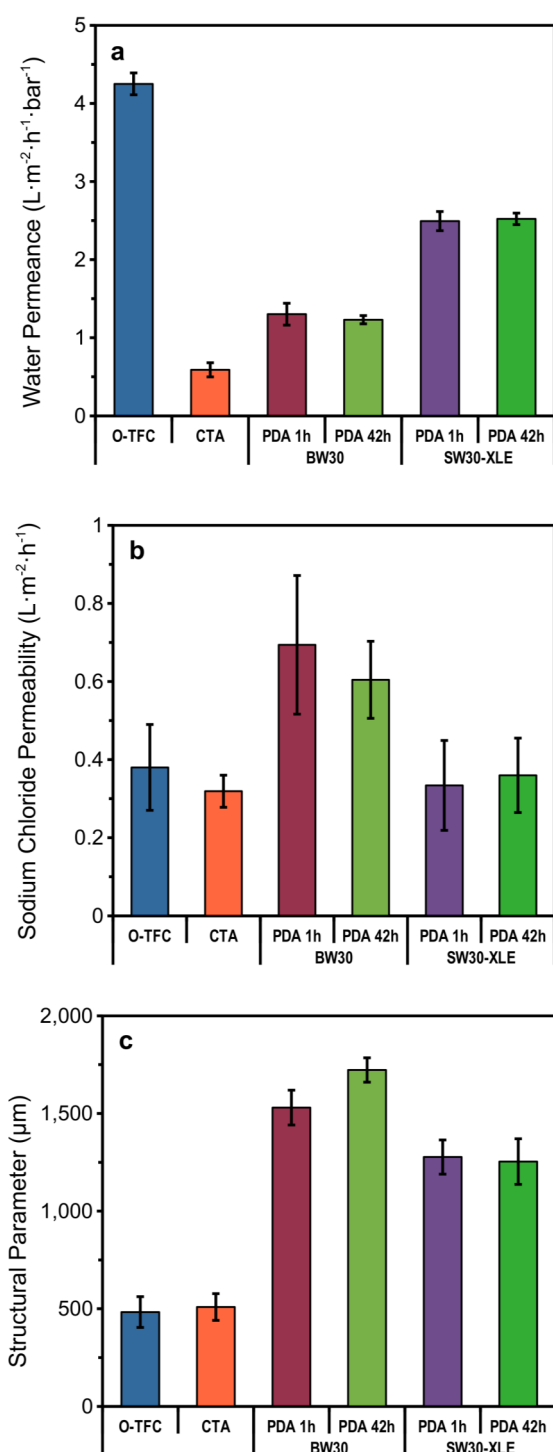 a
Water Permeance (L·m⁻²·h⁻¹·bar⁻¹)
5
4
3
2
1
0
O-TFC CTA PDA 1h PDA 42h PDA 1h PDA 42h
BW30 SW30-XLE
b
Sodium Chloride Permeability (L·m⁻²·h⁻¹)
1
0.8
0.6
0.4
0.2
0
O-TFC CTA PDA 1h PDA 42h PDA 1h PDA 42h
BW30 SW30-XLE
c
Structural Parameter (µm)
2,000
1,500
1,000
500
0
O-TFC CTA PDA 1h PDA 42h PDA 1h PDA 42h
BW30 SW30-XLE